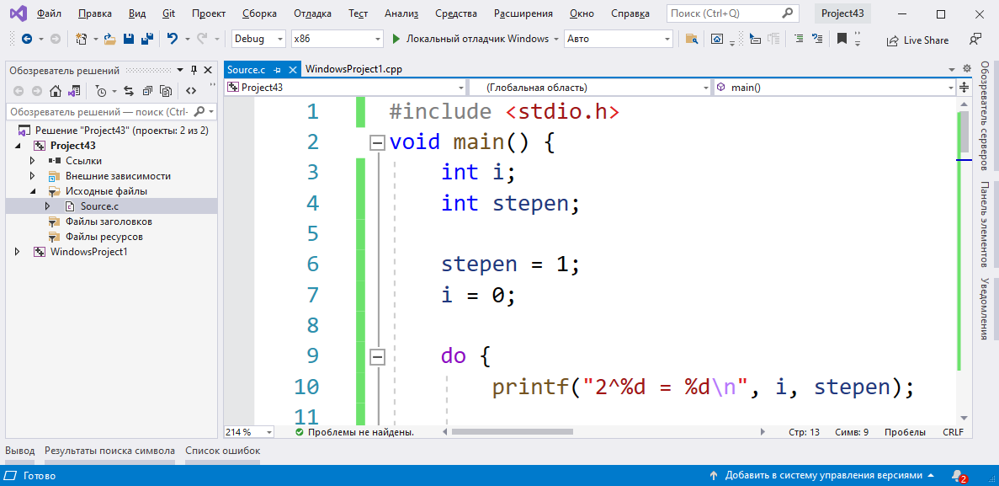 Файл Правка Вид Git Проект Сборка Отладка Тест Анализ Средства Расширения Окно Справка Поиск (Ctrl+Q) Project43
Debug x86 Локальный отладчик Windows Авто Live Share
Обозреватель решений
Обозреватель решений — поиск (Ctrl-
Решение "Project43" (проекты: 2 из 2)
Project43
Ссылки
Внешние зависимости
Исходные файлы
Source.c
Файлы заголовков
Файлы ресурсов
WindowsProject1
Source.c WindowsProject1.cpp
Project43 (Глобальная область) main()
1 #include <stdio.h>
2 void main() {
3 int i;
4 int stepen;
5
6 stepen = 1;
7 i = 0;
8
9 do {
10 printf("2^%d = %d\n", i, stepen);
11
214 % Проблемы не найдены. Стр: 13 Симв: 9 Пробелы CRLF
Обозреватель серверов
Панель элементов
Уведомления
Вывод Результаты поиска символа Список ошибок
Готово Добавить в систему управления версиями 2